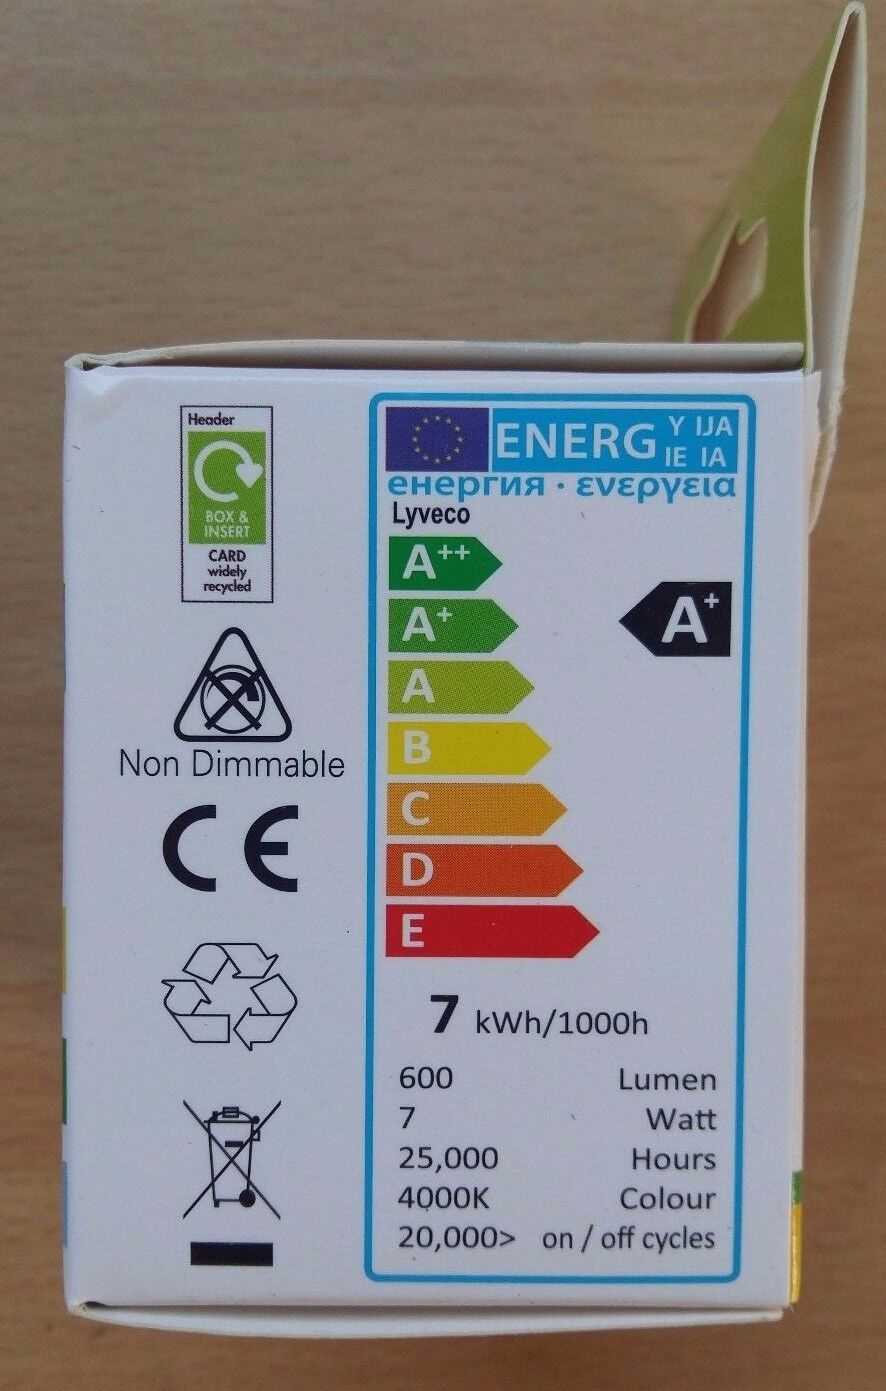 Header
BOX &
INSERT
CARD
widely
recycled
Non Dimmable
CE
ENERG Y IJA
IE IA
енергия · ενεργεια
Lyveco
A++
A+
A+
A
B
C
D
E
7 kWh/1000h
600 Lumen
7 Watt
25,000 Hours
4000K Colour
20,000> on / off cycles